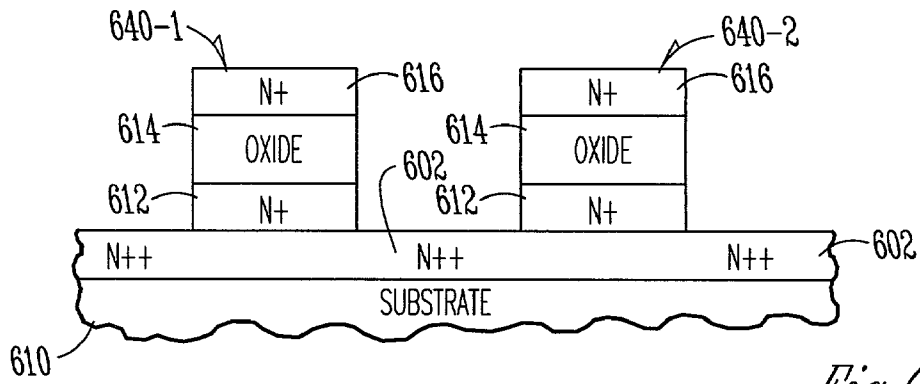 640-1
640-2
N+
616
N+
616
614
OXIDE
614
OXIDE
602
612
N+
612
N+
N++
N++
N++
602
SUBSTRATE
610